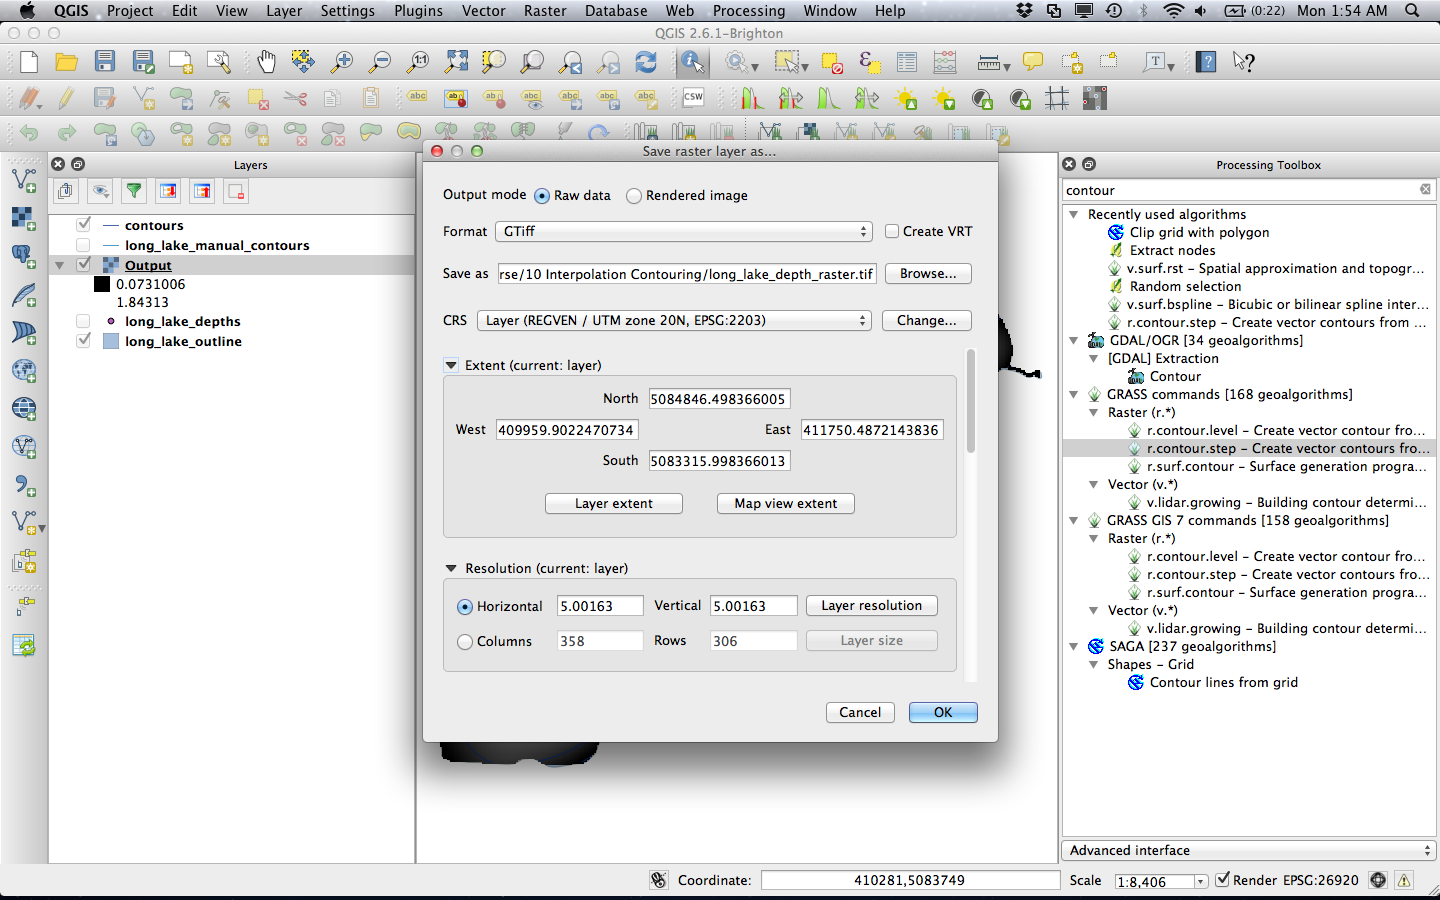 QGIS Project Edit View Layer Settings Plugins Vector Raster Database Web Processing Window Help (0:22) Mon 1:54 AM
QGIS 2.6.1-Brighton
Layers
contours
long_lake_manual_contours
Output
0.0731006
1.84313
long_lake_depths
long_lake_outline
Save raster layer as...
Output mode Raw data Rendered image
Format GTiff Create VRT
Save as rse/10 Interpolation Contouring/long_lake_depth_raster.tif Browse...
CRS Layer (REGVEN / UTM zone 20N, EPSG:2203) Change...
Extent (current: layer)
North 5084846.498366005
West 409959.9022470734 East 411750.4872143836
South 5083315.998366013
Layer extent Map view extent
Resolution (current: layer)
Horizontal 5.00163 Vertical 5.00163 Layer resolution
Columns 358 Rows 306 Layer size
Cancel OK
Processing Toolbox
contour
Recently used algorithms
Clip grid with polygon
Extract nodes
v.surf.rst - Spatial approximation and topogr...
Random selection
v.surf.bspline - Bicubic or bilinear spline inter...
r.contour.step - Create vector contours from ...
GDAL/OGR [34 geoalgorithms]
[GDAL] Extraction
Contour
GRASS commands [168 geoalgorithms]
Raster (r.*)
r.contour.level - Create vector contour fro...
r.contour.step - Create vector contours fro...
r.surf.contour - Surface generation progra...
Vector (v.*)
v.lidar.growing - Building contour determi...
GRASS GIS 7 commands [158 geoalgorithms]
Raster (r.*)
r.contour.level - Create vector contour fro...
r.contour.step - Create vector contours fro...
r.surf.contour - Surface generation progra...
Vector (v.*)
v.lidar.growing - Building contour determi...
SAGA [237 geoalgorithms]
Shapes - Grid
Contour lines from grid
Advanced interface
Coordinate: 410281,5083749 Scale 1:8,406 Render EPSG:26920